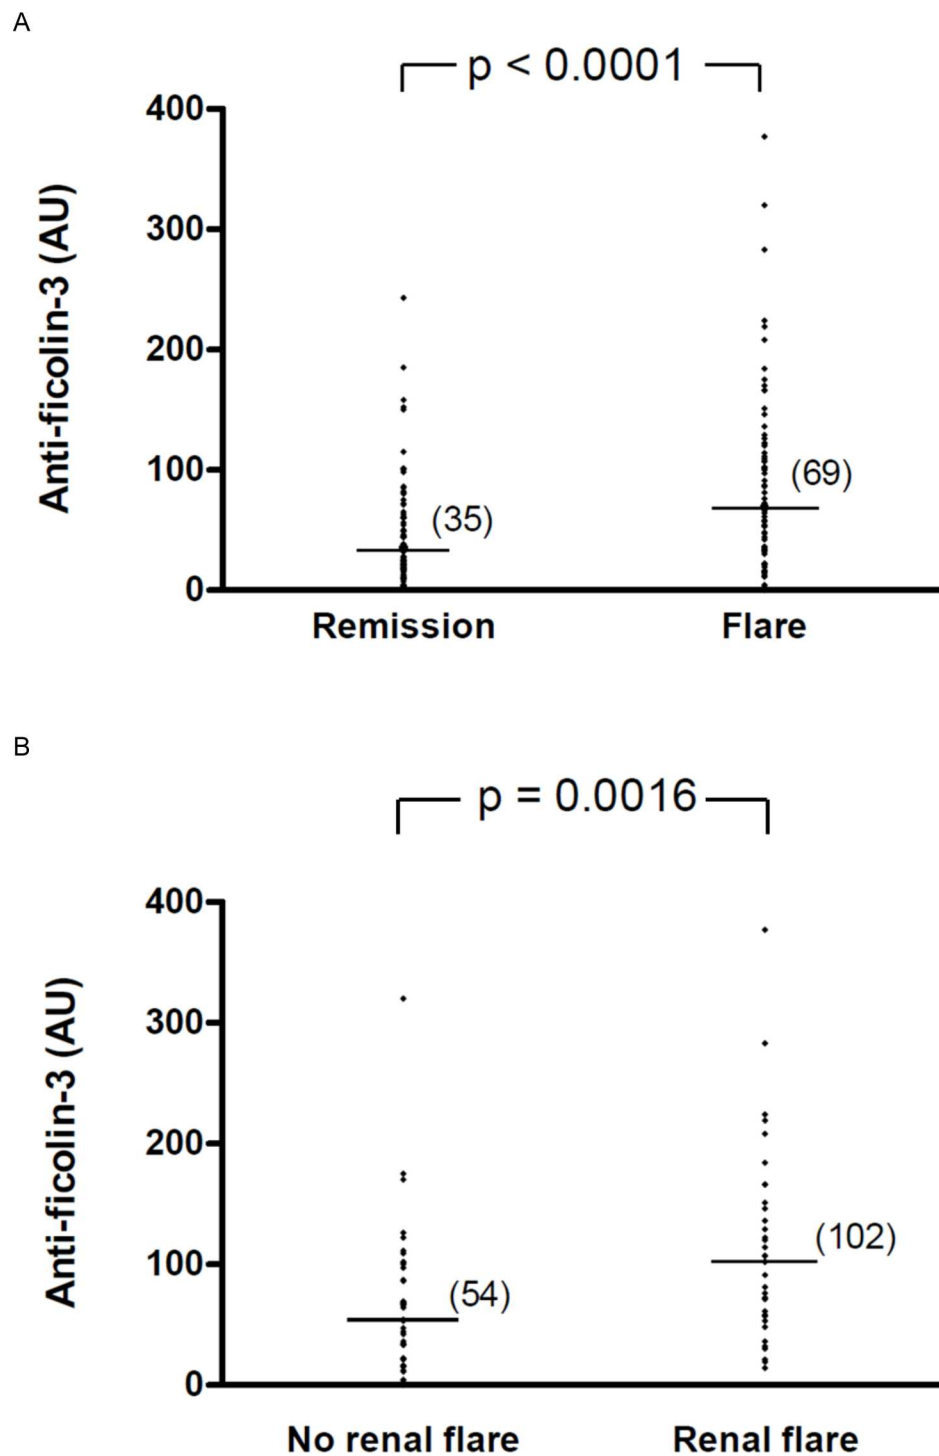 A
p < 0.0001
400
300
200
100
0
Anti-ficolin-3 (AU)
(35)
(69)
Remission Flare
B
p = 0.0016
400
300
200
100
0
Anti-ficolin-3 (AU)
(54)
(102)
No renal flare Renal flare